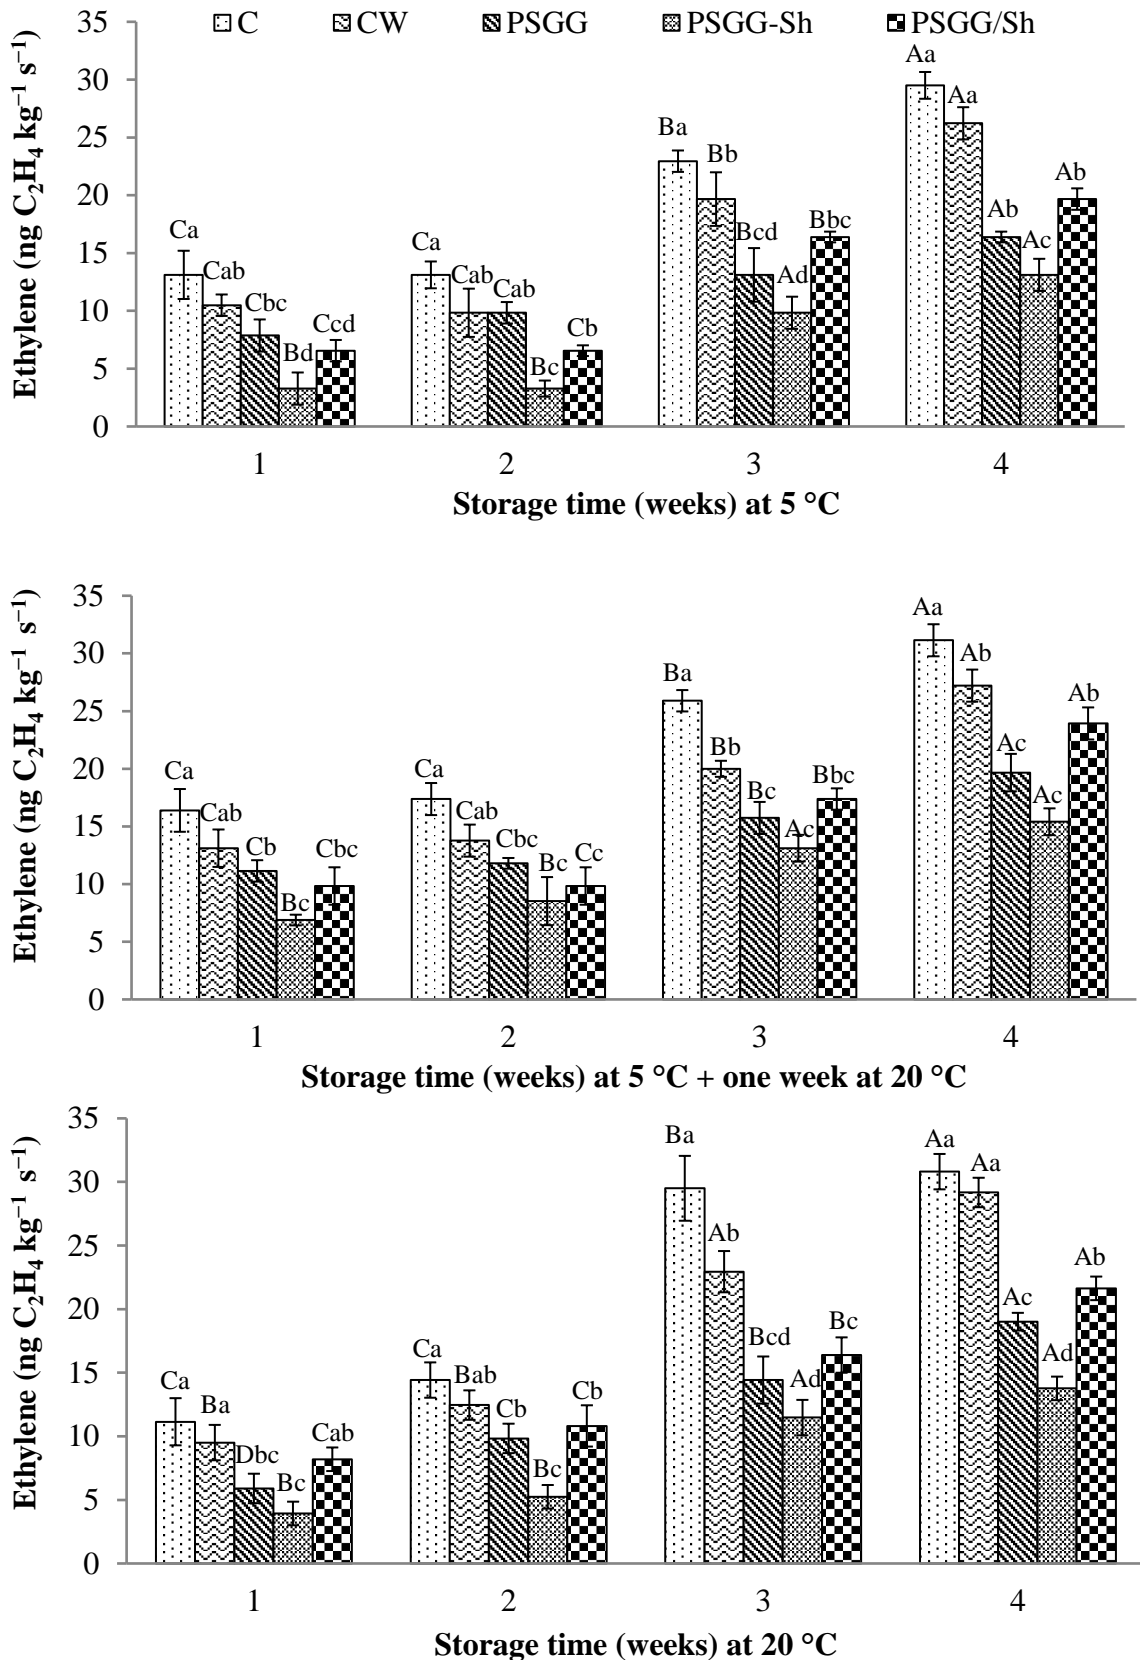 C CW PSGG PSGG-Sh PSGG/Sh
Ethylene (ng C₂H₄ kg⁻¹ s⁻¹)
35
30
25
20
15
10
5
0
Ca Cab Cbc Bd Ccd
Ca Cab Cab Bc Cb
Ba Bb Bcd Ad Bbc
Aa Aa Ab Ac Ab
1 2 3 4
Storage time (weeks) at 5 °C
Ethylene (ng C₂H₄ kg⁻¹ s⁻¹)
35
30
25
20
15
10
5
0
Ca Cab Cb Bc Cbc
Ca Cab Cbc Bc Cc
Ba Bb Bc Ac Bbc
Aa Ab Ac Ac Ab
1 2 3 4
Storage time (weeks) at 5 °C + one week at 20 °C
Ethylene (ng C₂H₄ kg⁻¹ s⁻¹)
35
30
25
20
15
10
5
0
Ca Ba Dbc Bc Cab
Ca Bab Cb Bc Cb
Ba Ab Bcd Ad Bc
Aa Aa Ac Ad Ab
1 2 3 4
Storage time (weeks) at 20 °C